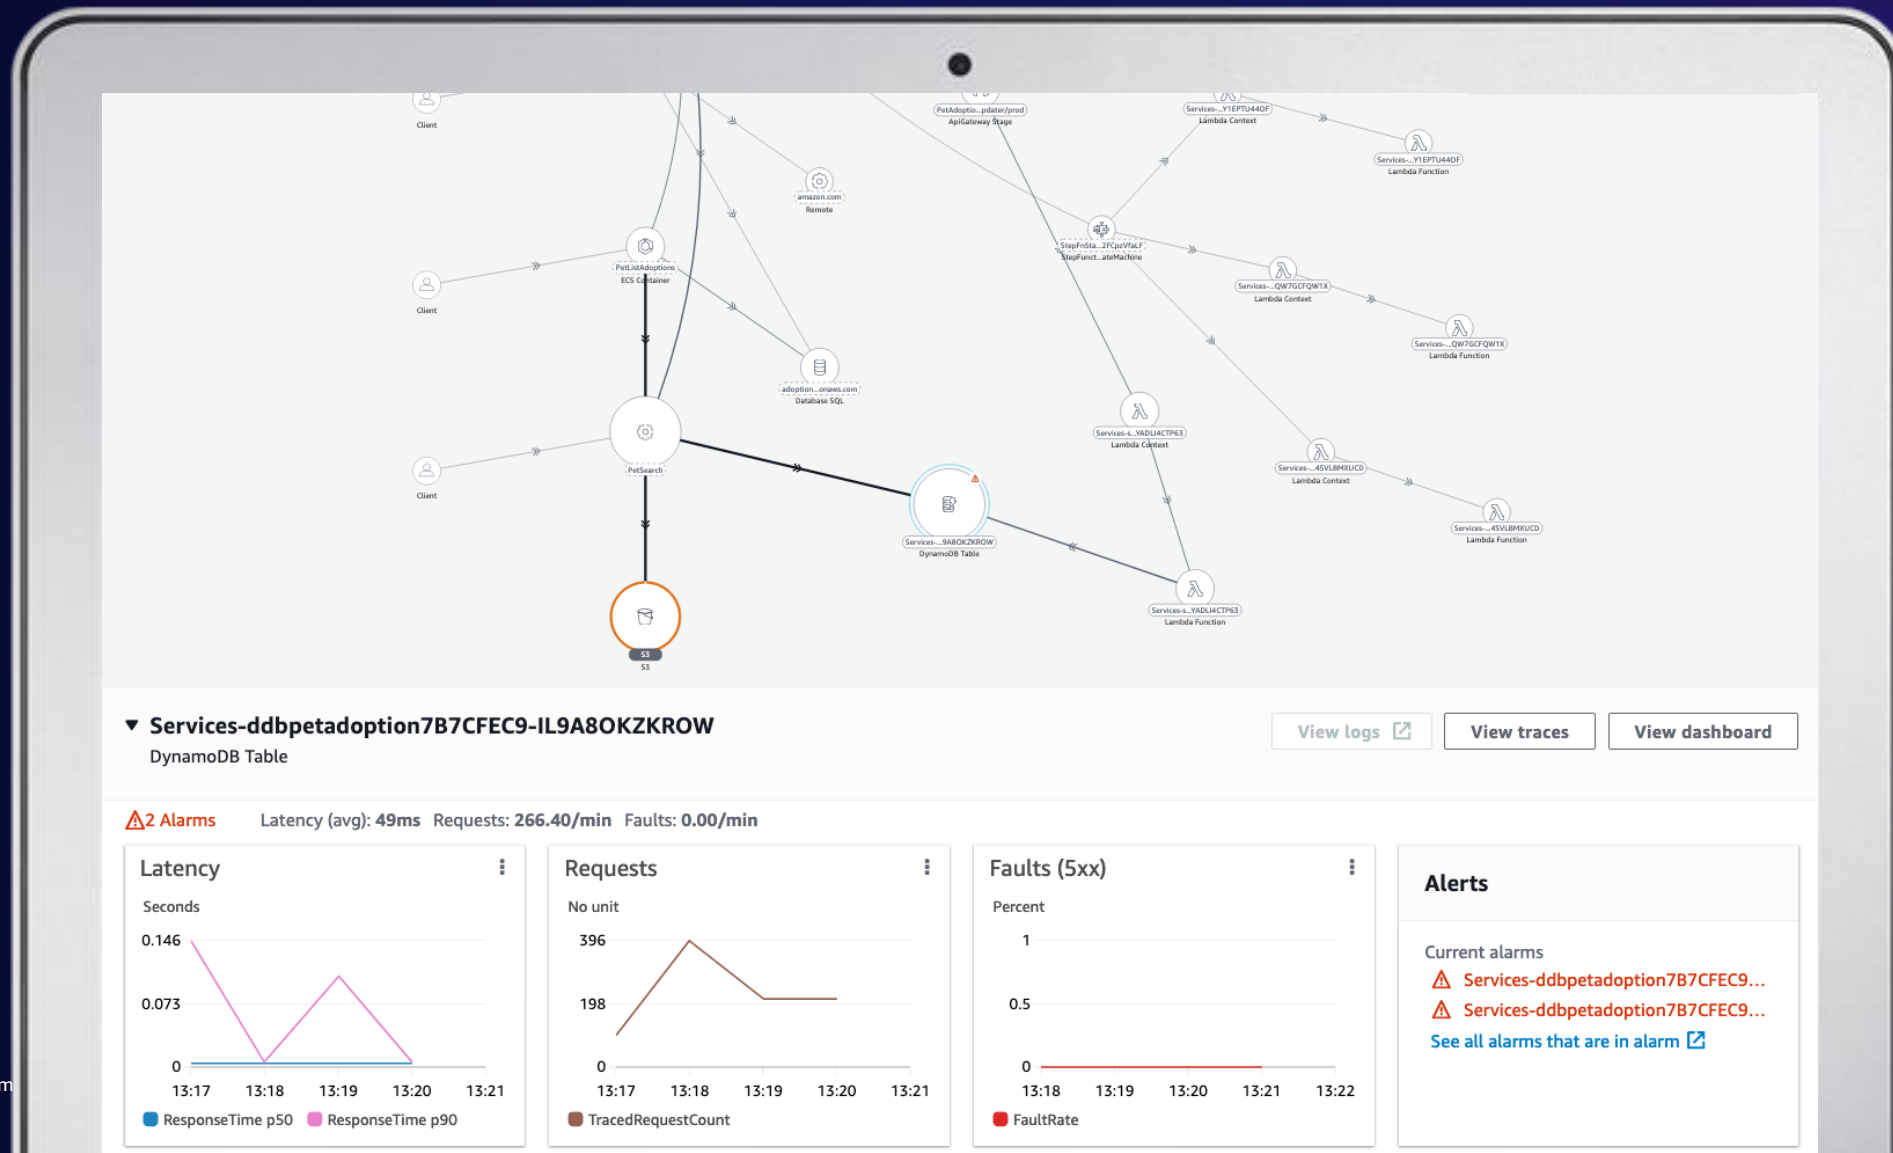 PetAdoptio...pdater/prod
ApiGateway Stage
Services-...Y1EPTU44OF
Lambda Context
Client
Services-...Y1EPTU44OF
Lambda Function
amazon.com
Remote
StepFnSta...2FCpzVfaLF
StepFunct...ateMachine
PetListAdoptions
ECS Container
Client
Services-...QW7GCFQW1X
Lambda Context
Services-...QW7GCFQW1X
Lambda Function
adoption...onaws.com
Database SQL
Services-s...YADLI4CTP63
Lambda Context
PetSearch
Client
Services-...4SVLBMXUCD
Lambda Context
Services-...4SVLBMXUCD
Lambda Function
Services-...9A8OKZKROW
DynamoDB Table
Services-s...YADLI4CTP63
Lambda Function
S3
S3
Services-ddbpetadoption7B7CFEC9-IL9A8OKZKROW
DynamoDB Table
View logs
View traces
View dashboard
2 Alarms Latency (avg): 49ms Requests: 266.40/min Faults: 0.00/min
Latency
Seconds
0.146
0.073
0
13:17 13:18 13:19 13:20 13:21
ResponseTime p50 ResponseTime p90
Requests
No unit
396
198
0
13:17 13:18 13:19 13:20 13:21
TracedRequestCount
Faults (5xx)
Percent
1
0.5
0
13:18 13:19 13:20 13:21 13:22
FaultRate
Alerts
Current alarms
Services-ddbpetadoption7B7CFEC9...
Services-ddbpetadoption7B7CFEC9...
See all alarms that are in alarm